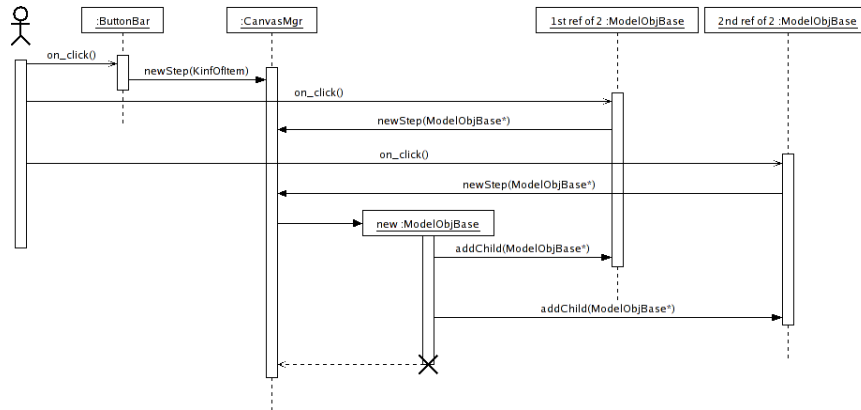 :ButtonBar
:CanvasMgr
1st ref of 2 :ModelObjBase
2nd ref of 2 :ModelObjBase
on_click()
newStep(KinfOfItem)
on_click()
newStep(ModelObjBase*)
on_click()
newStep(ModelObjBase*)
new :ModelObjBase
addChild(ModelObjBase*)
addChild(ModelObjBase*)